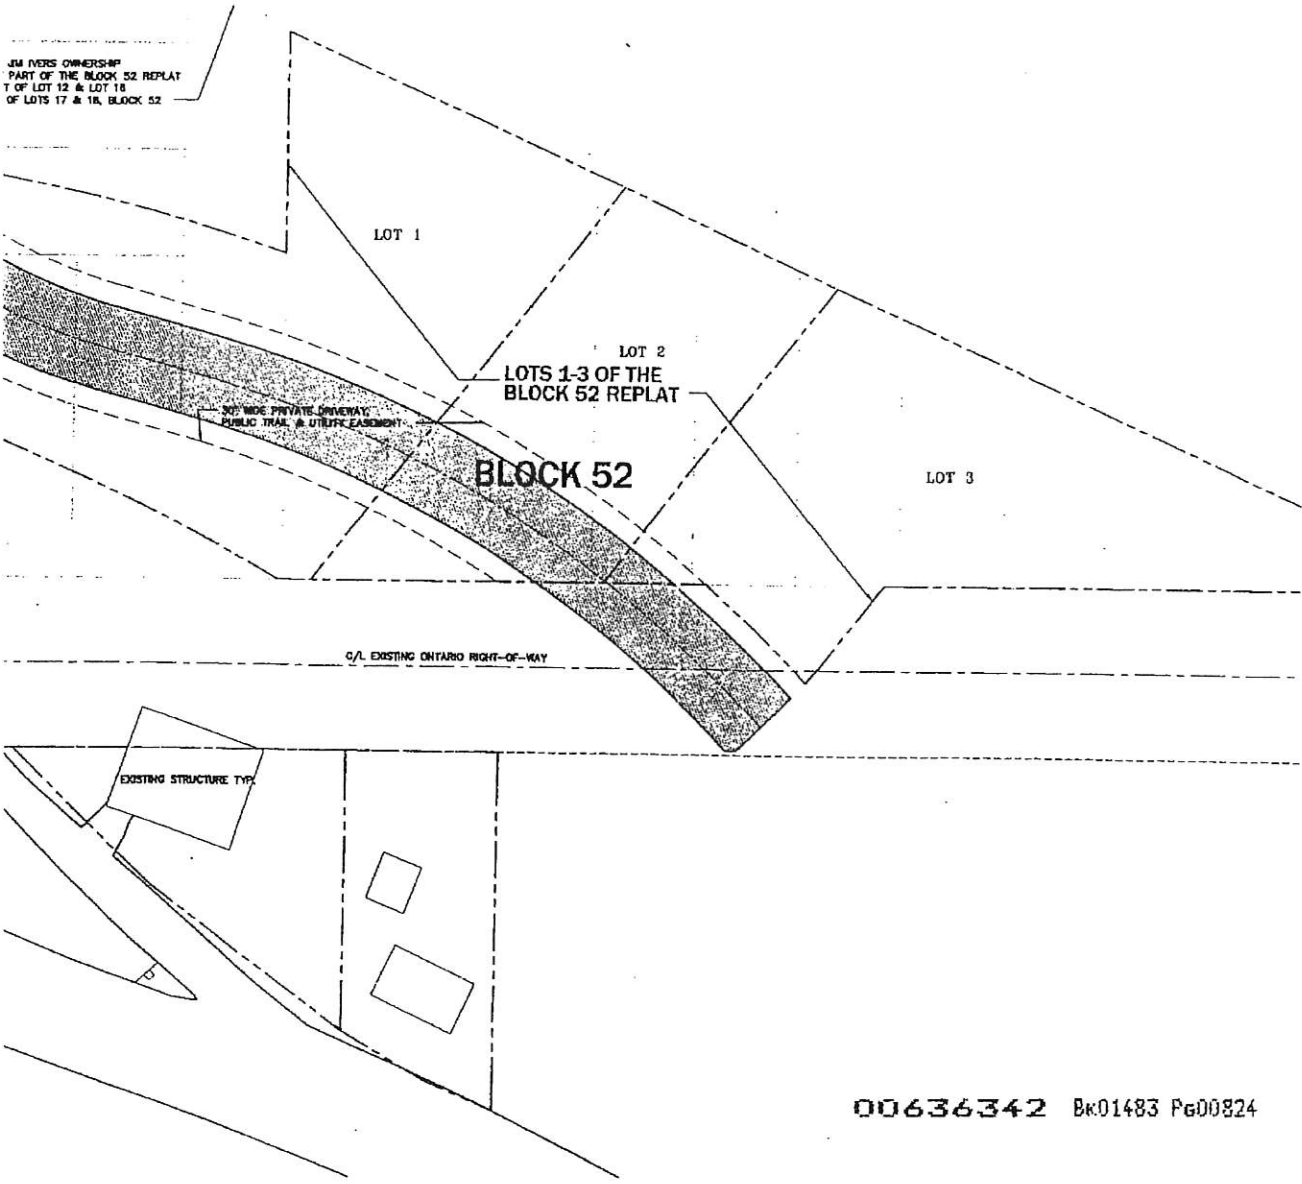 JIM IVERS OWNERSHIP
PART OF THE BLOCK 52 REPLAT
T OF LOT 12 & LOT 16
OF LOTS 17 & 18, BLOCK 52
LOT 1
LOT 2
LOTS 1-3 OF THE
BLOCK 52 REPLAT
WIDE PRIVATE DRIVEWAY,
PUBLIC TRAIL & UTILITY EASEMENT
BLOCK 52
LOT 3
C/L EXISTING ONTARIO RIGHT-OF-WAY
EXISTING STRUCTURE TYP.
00636342 BK01483 PG00824